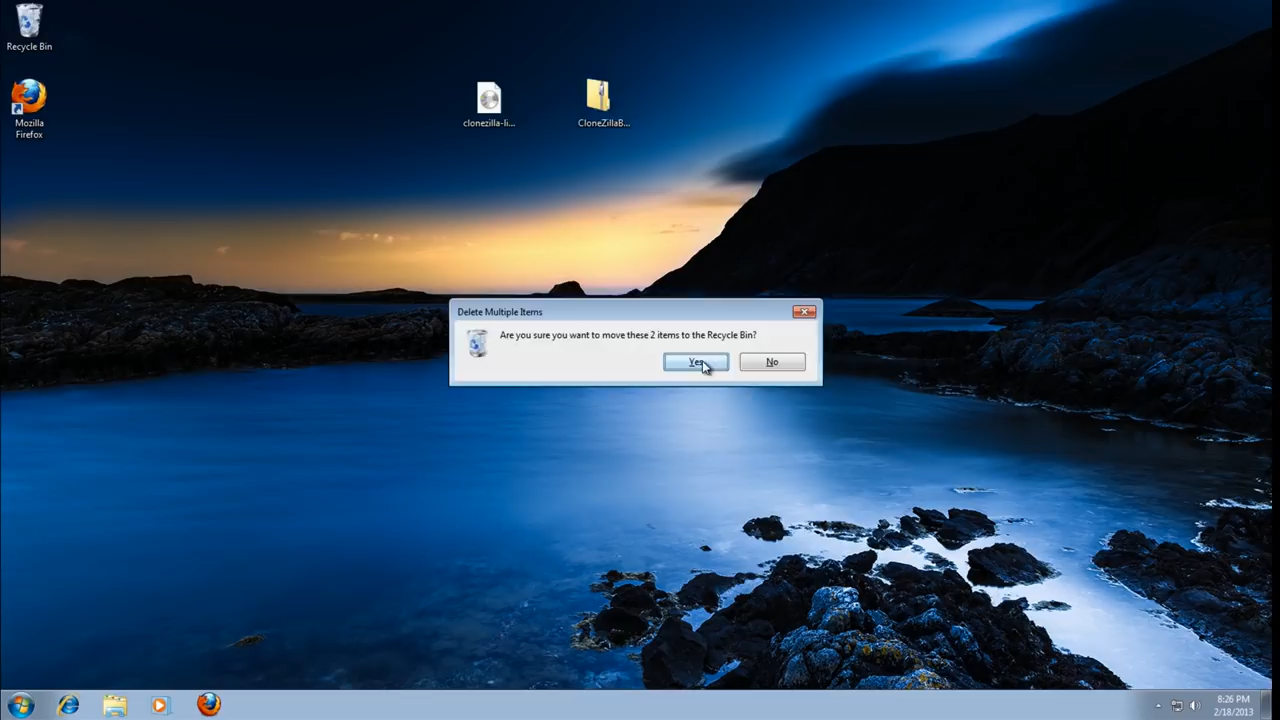 Recycle Bin
Mozilla
Firefox
clonezilla-li...
CloneZillaB...
Delete Multiple Items
Are you sure you want to move these 2 items to the Recycle Bin?
Yes
No
8:26 PM
2/18/2013